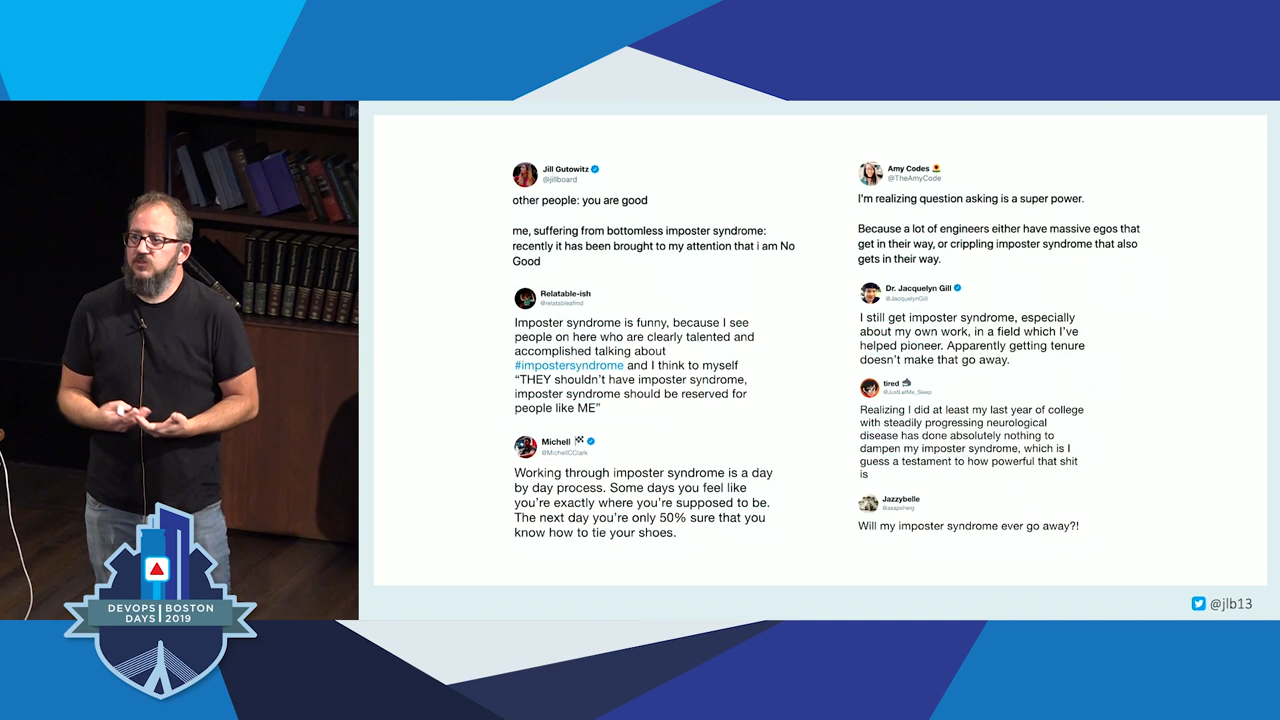 Jill Gutowitz
@jillboard
other people: you are good
me, suffering from bottomless imposter syndrome:
recently it has been brought to my attention that i am No
Good
Relatable-ish
@relatableafmd
Imposter syndrome is funny, because I see
people on here who are clearly talented and
accomplished talking about
#impostersyndrome and I think to myself
“THEY shouldn’t have imposter syndrome,
imposter syndrome should be reserved for
people like ME”
Michell
@MichellCClark
Working through imposter syndrome is a day
by day process. Some days you feel like
you’re exactly where you’re supposed to be.
The next day you’re only 50% sure that you
know how to tie your shoes.
Amy Codes
@TheAmyCode
I'm realizing question asking is a super power.
Because a lot of engineers either have massive egos that
get in their way, or crippling imposter syndrome that also
gets in their way.
Dr. Jacquelyn Gill
@JacquelynGill
I still get imposter syndrome, especially
about my own work, in a field which I’ve
helped pioneer. Apparently getting tenure
doesn’t make that go away.
tired
@JustLetMe_Sleep
Realizing I did at least my last year of college
with steadily progressing neurological
disease has done absolutely nothing to
dampen my imposter syndrome, which is I
guess a testament to how powerful that shit
is
Jazzybelle
@asapsherg
Will my imposter syndrome ever go away?!
@jlb13
DEVOPS BOSTON
DAYS 2019